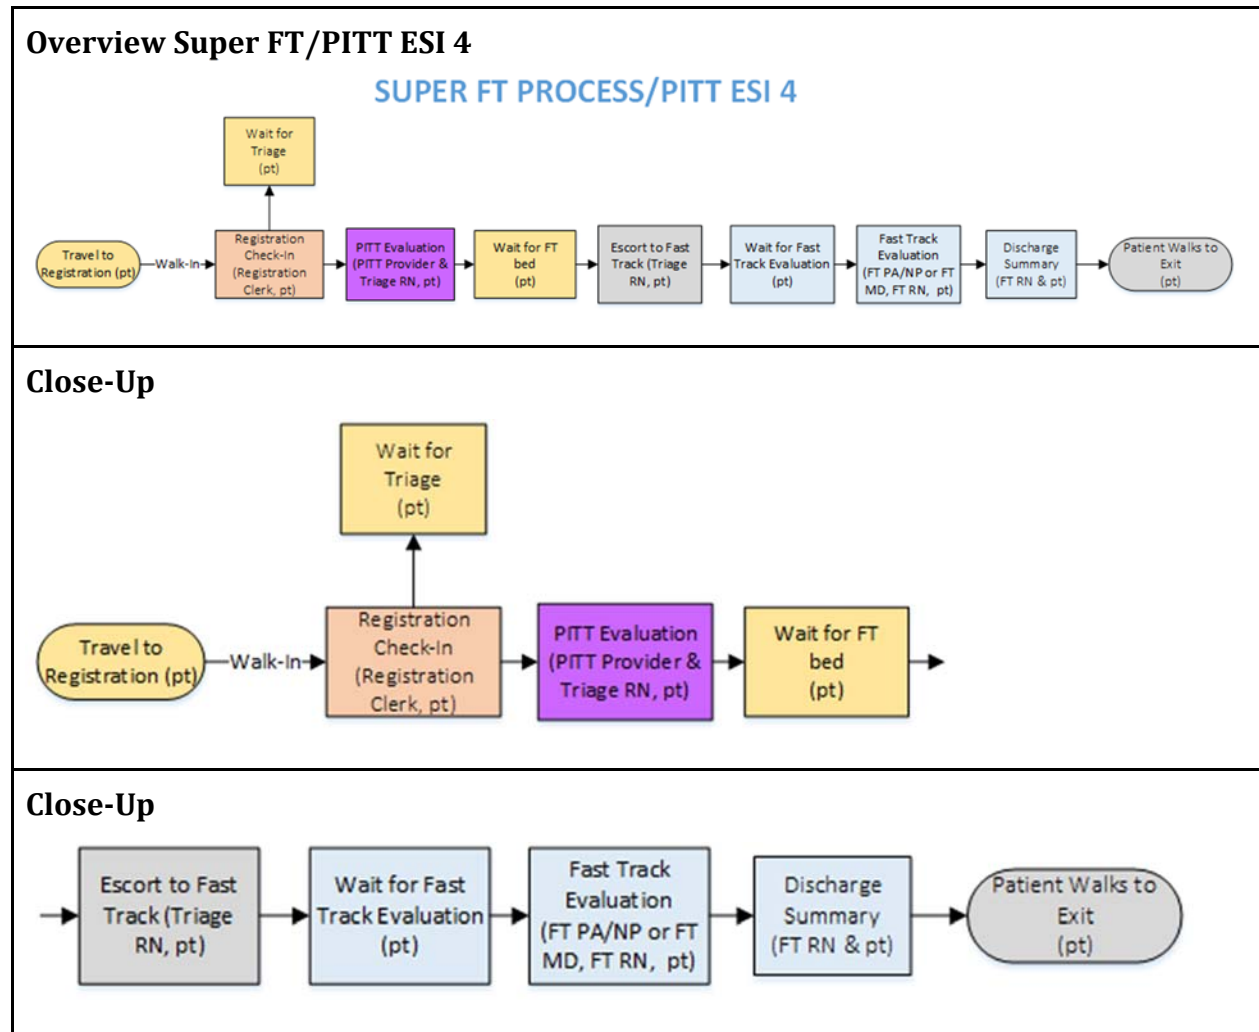 Overview Super FT/PITT ESI 4
SUPER FT PROCESS/PITT ESI 4
Wait for
Triage
(pt)
Travel to
Registration (pt)
Walk-In
Registration
Check-In
(Registration
Clerk, pt)
PITT Evaluation
(PITT Provider &
Triage RN, pt)
Wait for FT
bed
(pt)
Escort to Fast
Track (Triage
RN, pt)
Wait for Fast
Track Evaluation
(pt)
Fast Track
Evaluation
(FT PA/NP or FT
MD, FT RN, pt)
Discharge
Summary
(FT RN & pt)
Patient Walks to
Exit
(pt)
Close-Up
Wait for
Triage
(pt)
Travel to
Registration (pt)
Walk-In
Registration
Check-In
(Registration
Clerk, pt)
PITT Evaluation
(PITT Provider &
Triage RN, pt)
Wait for FT
bed
(pt)
Close-Up
Escort to Fast
Track (Triage
RN, pt)
Wait for Fast
Track Evaluation
(pt)
Fast Track
Evaluation
(FT PA/NP or FT
MD, FT RN, pt)
Discharge
Summary
(FT RN & pt)
Patient Walks to
Exit
(pt)